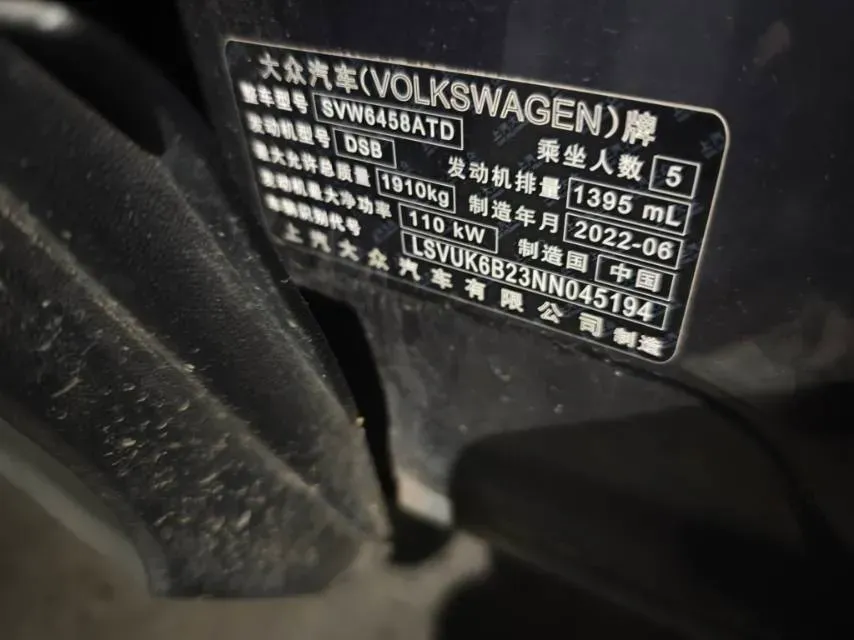 大众汽车(VOLKSWAGEN)牌
整车型号 SVW6458ATD 乘坐人数 5
发动机型号 DSB 发动机排量 1395 mL
最大允许总质量 1910kg 制造年月 2022-06
发动机最大净功率 110 kW 制造国 中国
车辆识别代号 LSVUK6B23NN045194
上汽大众汽车有限公司 制造